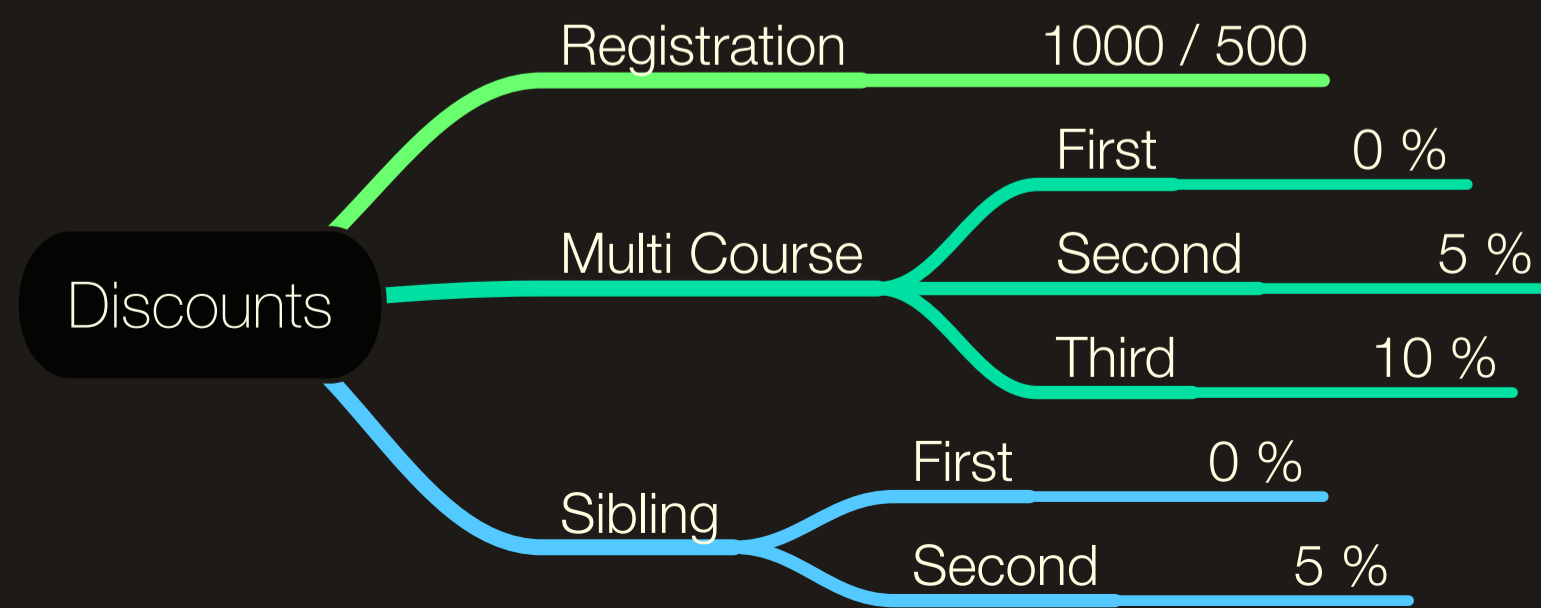 Registration 1000 / 500
First 0 %
Multi Course Second 5 %
Discounts
Third 10 %
First 0 %
Sibling
Second 5 %